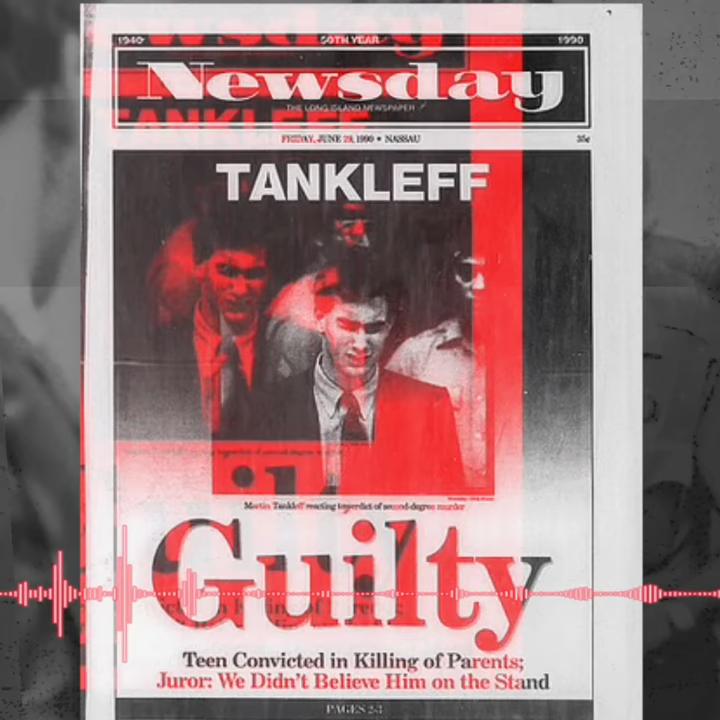 1940 50TH YEAR 1990
Newsday
THE LONG ISLAND NEWSPAPER
TANKLEFF
FRIDAY, JUNE 29, 1990 • NASSAU 35¢
TANKLEFF
Martin Tankleff reacting to verdict of second-degree murder
Guilty
Teen Convicted in Killing of Parents;
Juror: We Didn't Believe Him on the Stand
PAGES 2-3